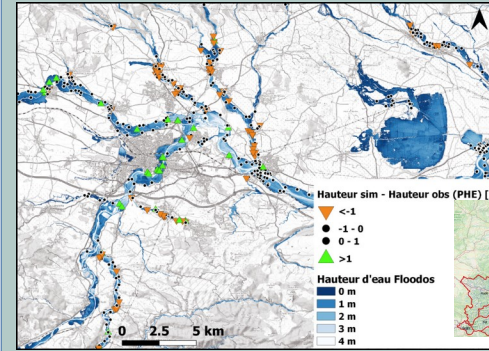 Hauteur sim - Hauteur obs (PHE) [
<-1
-1 - 0
0 - 1
>1
Hauteur d'eau Floodos
0 m
1 m
2 m
3 m
4 m
0 2.5 5 km